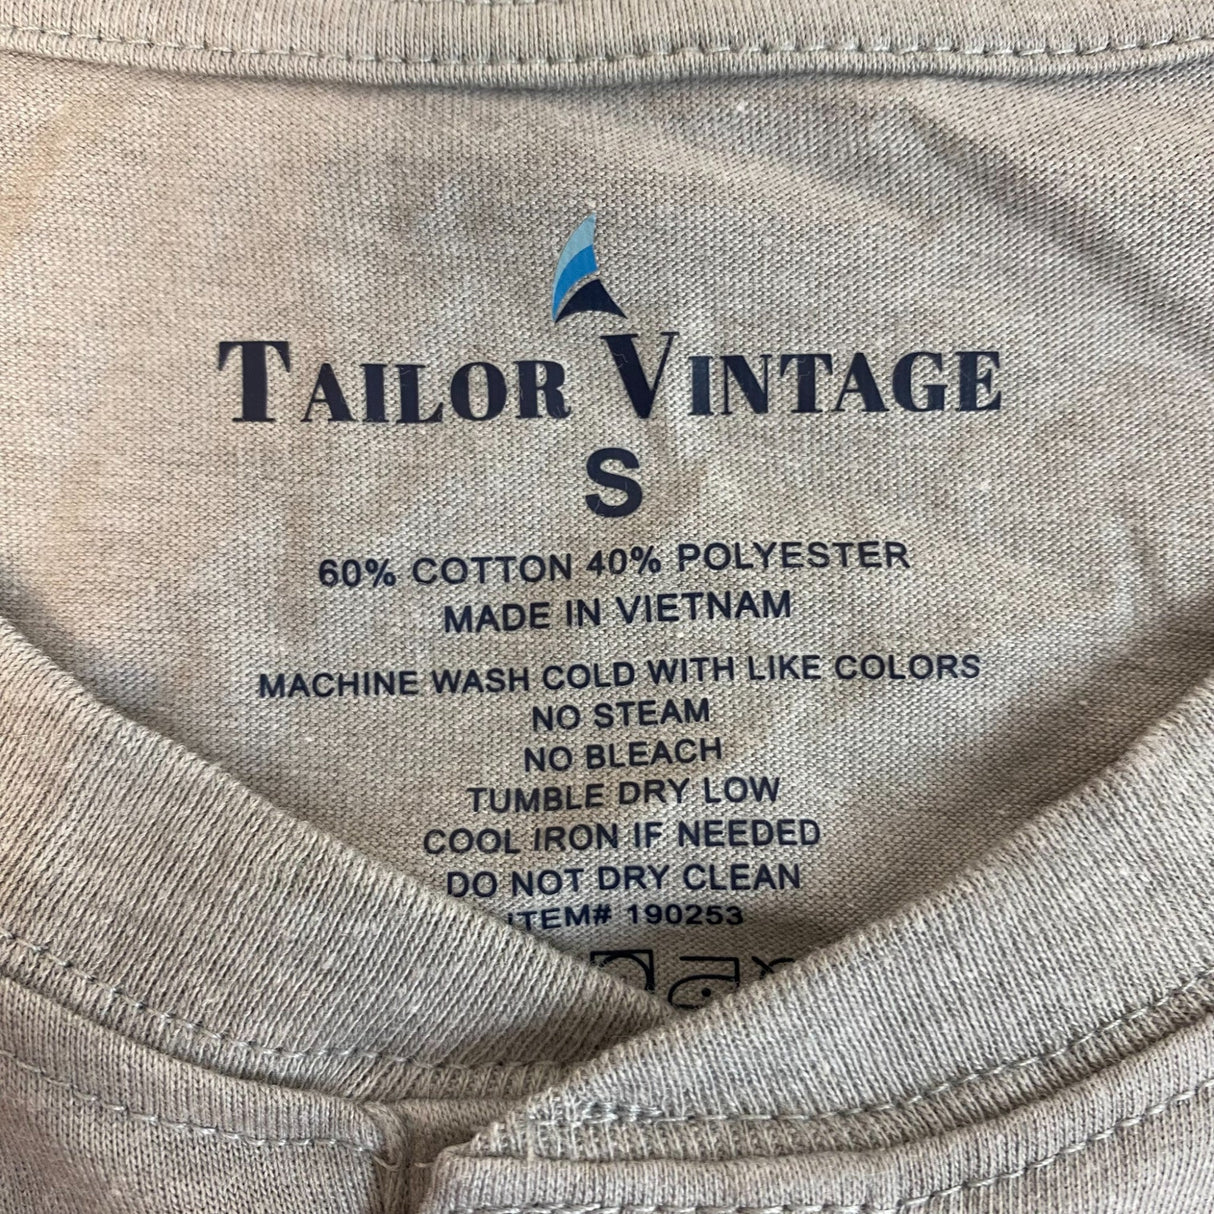 TAILOR VINTAGE
S
60% COTTON 40% POLYESTER
MADE IN VIETNAM
MACHINE WASH COLD WITH LIKE COLORS
NO STEAM
NO BLEACH
TUMBLE DRY LOW
COOL IRON IF NEEDED
DO NOT DRY CLEAN
ITEM# 190253